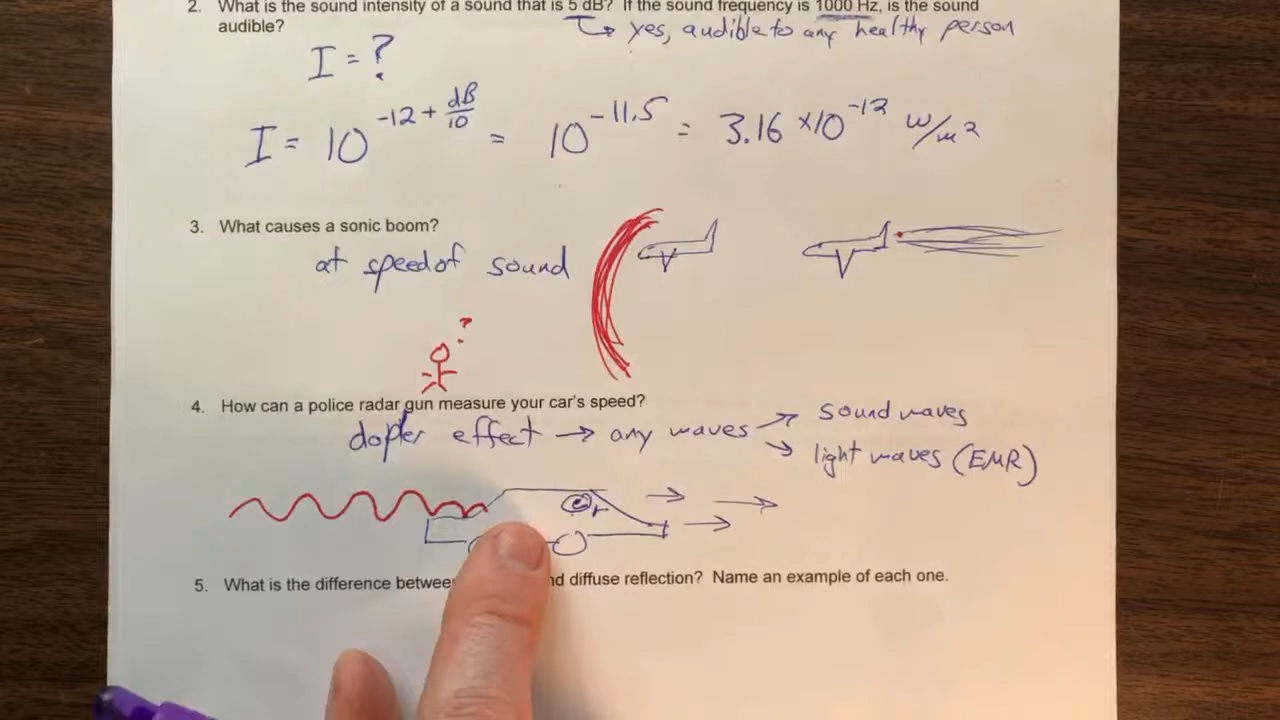 2. What is the sound intensity of a sound that is 5 dB? If the sound frequency is 1000 Hz, is the sound
audible?
↳ yes, audible to any healthy person
I = ?
I = 10^-12 + dB/10 = 10^-11.5 = 3.16 × 10^-12 W/m²
3. What causes a sonic boom?
at speed of sound
?
4. How can a police radar gun measure your car's speed?
dopler effect → any waves → sound waves
→ light waves (EMR)
5. What is the difference betwee nd diffuse reflection? Name an example of each one.